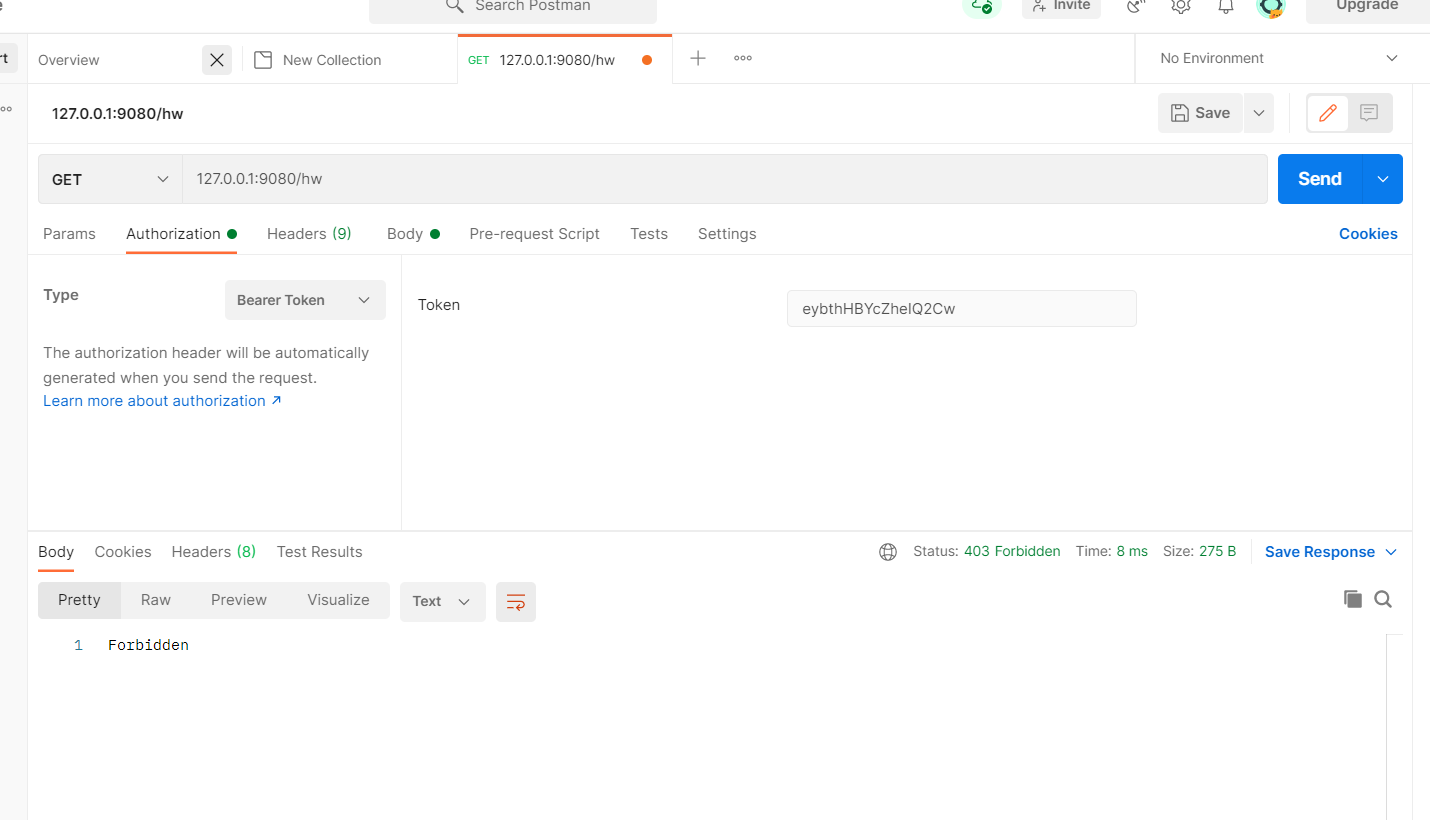 Search Postman
Invite
Upgrade
Overview
New Collection
GET 127.0.0.1:9080/hw
No Environment
127.0.0.1:9080/hw
Save
GET
127.0.0.1:9080/hw
Send
Params
Authorization
Headers (9)
Body
Pre-request Script
Tests
Settings
Cookies
Type
Bearer Token
Token
eybthHBYcZheIQ2Cw
The authorization header will be automatically
generated when you send the request.
Learn more about authorization ↗
Body
Cookies
Headers (8)
Test Results
Status: 403 Forbidden
Time: 8 ms
Size: 275 B
Save Response
Pretty
Raw
Preview
Visualize
Text
1 Forbidden